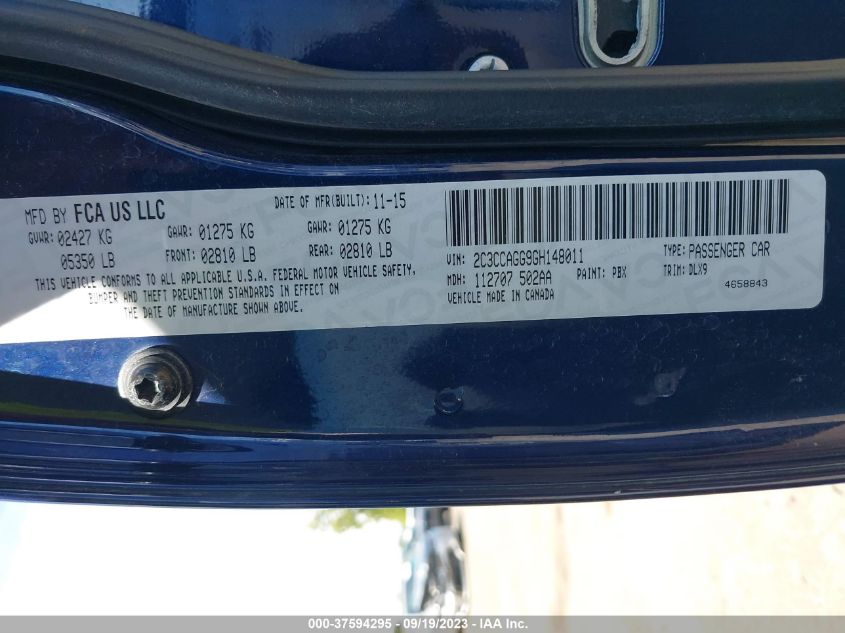 MFD BY FCA US LLC
DATE OF MFR(BUILT): 11-15
GVWR: 02427 KG GAWR: 01275 KG GAWR: 01275 KG
05350 LB FRONT: 02810 LB REAR: 02810 LB
THIS VEHICLE CONFORMS TO ALL APPLICABLE U.S.A. FEDERAL MOTOR VEHICLE SAFETY,
BUMPER AND THEFT PREVENTION STANDARDS IN EFFECT ON
THE DATE OF MANUFACTURE SHOWN ABOVE.
VIN: 2C3CCAGG9GH148011 TYPE: PASSENGER CAR
MDH: 112707 502AA PAINT: PBX TRIM: DLX9
VEHICLE MADE IN CANADA 4658843
000-37594295 - 09/19/2023 - IAA Inc.